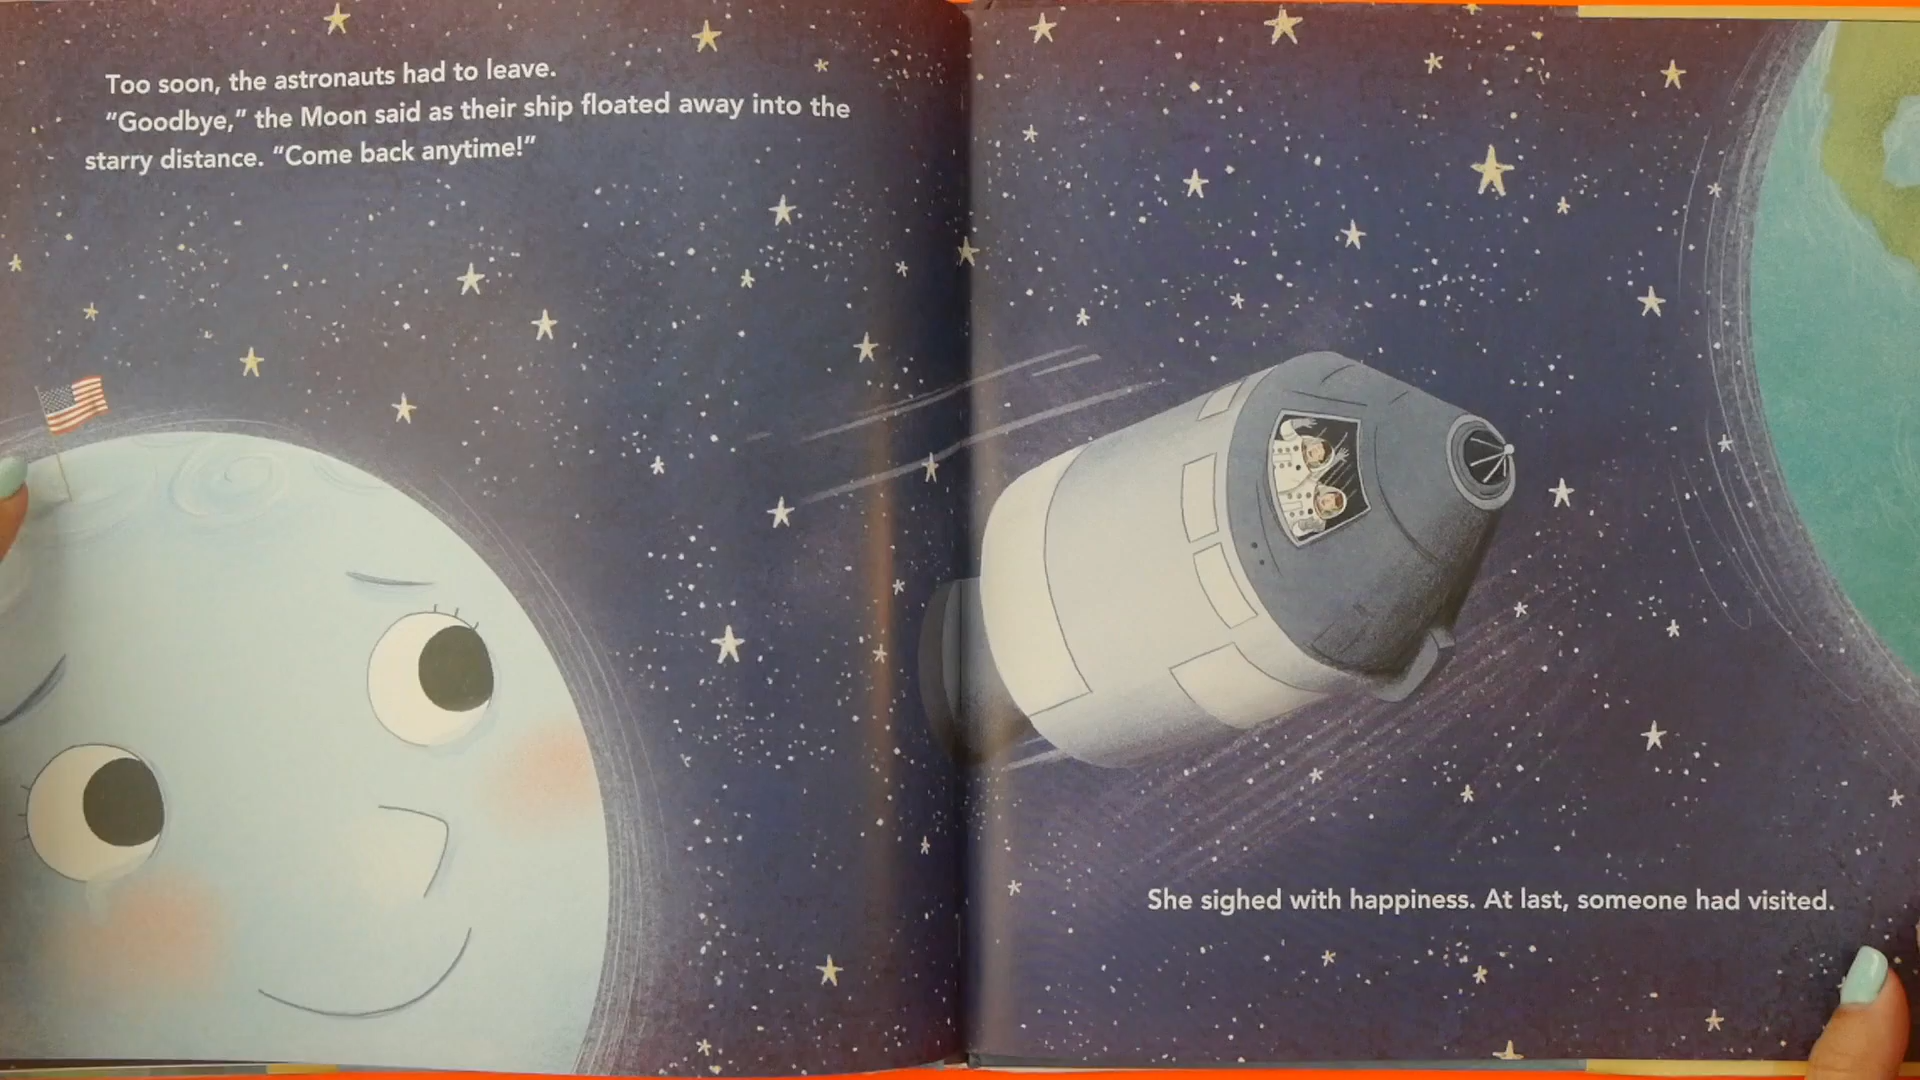 Too soon, the astronauts had to leave.
“Goodbye,” the Moon said as their ship floated away into the
starry distance. “Come back anytime!”
She sighed with happiness. At last, someone had visited.